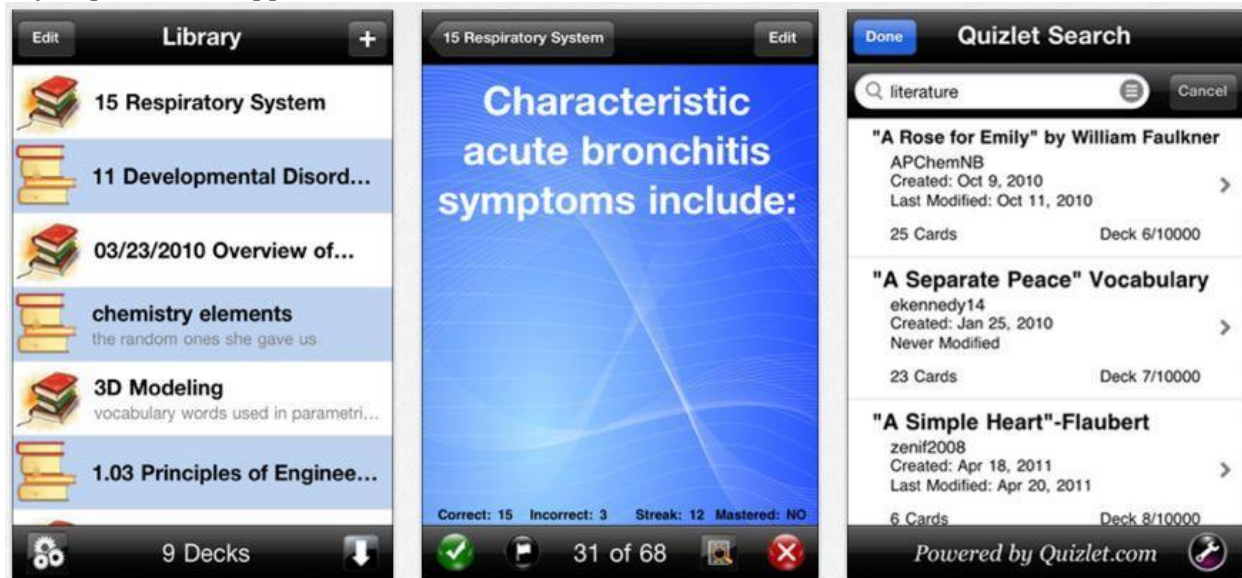 Edit Library +
15 Respiratory System
11 Developmental Disord...
03/23/2010 Overview of...
chemistry elements
the random ones she gave us
3D Modeling
vocabulary words used in parametri...
1.03 Principles of Enginee...
9 Decks
15 Respiratory System Edit
Characteristic
acute bronchitis
symptoms include:
Correct: 15 Incorrect: 3 Streak: 12 Mastered: NO
31 of 68
Done Quizlet Search
literature Cancel
"A Rose for Emily" by William Faulkner
APChemNB
Created: Oct 9, 2010
Last Modified: Oct 11, 2010
25 Cards Deck 6/10000
"A Separate Peace" Vocabulary
ekennedy14
Created: Jan 25, 2010
Never Modified
23 Cards Deck 7/10000
"A Simple Heart"-Flaubert
zenif2008
Created: Apr 18, 2011
Last Modified: Apr 20, 2011
6 Cards Deck 8/10000
Powered by Quizlet.com